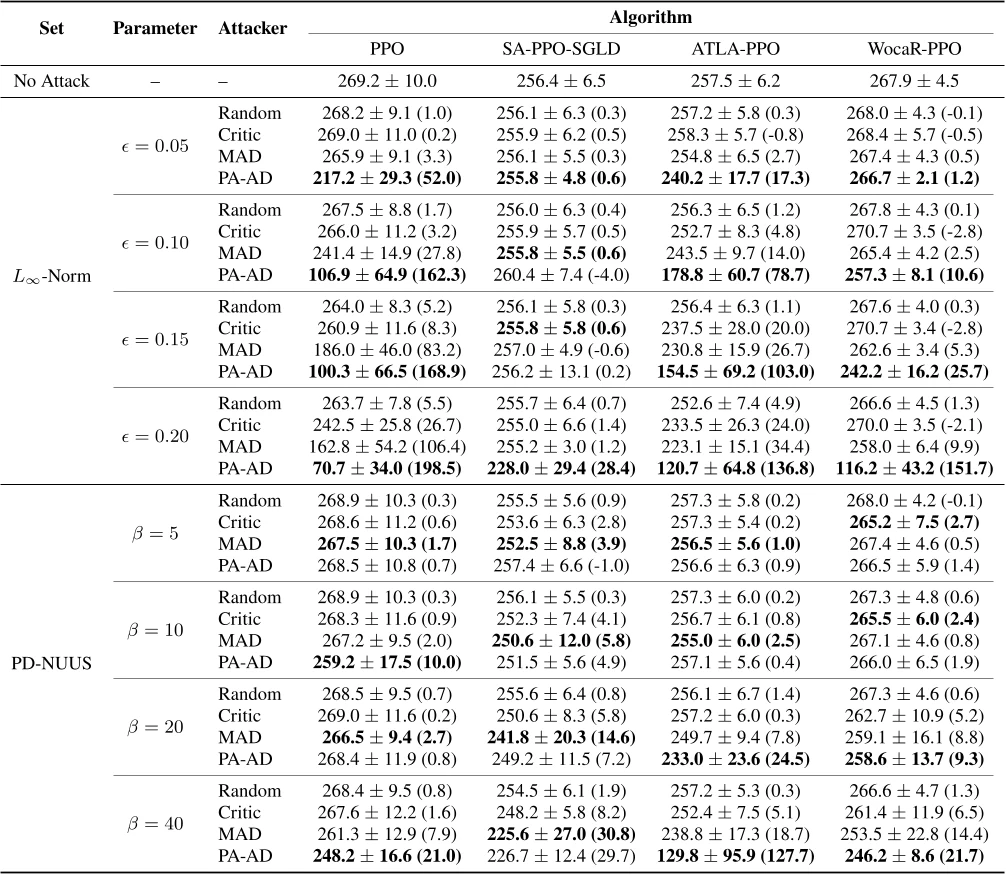 Set Parameter Attacker Algorithm
PPO SA-PPO-SGLD ATLA-PPO WocaR-PPO
No Attack – – 269.2 ± 10.0 256.4 ± 6.5 257.5 ± 6.2 267.9 ± 4.5
L∞-Norm
ϵ = 0.05
Random 268.2 ± 9.1 (1.0) 256.1 ± 6.3 (0.3) 257.2 ± 5.8 (0.3) 268.0 ± 4.3 (-0.1)
Critic 269.0 ± 11.0 (0.2) 255.9 ± 6.2 (0.5) 258.3 ± 5.7 (-0.8) 268.4 ± 5.7 (-0.5)
MAD 265.9 ± 9.1 (3.3) 256.1 ± 5.5 (0.3) 254.8 ± 6.5 (2.7) 267.4 ± 4.3 (0.5)
PA-AD 217.2 ± 29.3 (52.0) 255.8 ± 4.8 (0.6) 240.2 ± 17.7 (17.3) 266.7 ± 2.1 (1.2)
ϵ = 0.10
Random 267.5 ± 8.8 (1.7) 256.0 ± 6.3 (0.4) 256.3 ± 6.5 (1.2) 267.8 ± 4.3 (0.1)
Critic 266.0 ± 11.2 (3.2) 255.9 ± 5.7 (0.5) 252.7 ± 8.3 (4.8) 270.7 ± 3.5 (-2.8)
MAD 241.4 ± 14.9 (27.8) 255.8 ± 5.5 (0.6) 243.5 ± 9.7 (14.0) 265.4 ± 4.2 (2.5)
PA-AD 106.9 ± 64.9 (162.3) 260.4 ± 7.4 (-4.0) 178.8 ± 60.7 (78.7) 257.3 ± 8.1 (10.6)
ϵ = 0.15
Random 264.0 ± 8.3 (5.2) 256.1 ± 5.8 (0.3) 256.4 ± 6.3 (1.1) 267.6 ± 4.0 (0.3)
Critic 260.9 ± 11.6 (8.3) 255.8 ± 5.8 (0.6) 237.5 ± 28.0 (20.0) 270.7 ± 3.4 (-2.8)
MAD 186.0 ± 46.0 (83.2) 257.0 ± 4.9 (-0.6) 230.8 ± 15.9 (26.7) 262.6 ± 3.4 (5.3)
PA-AD 100.3 ± 66.5 (168.9) 256.2 ± 13.1 (0.2) 154.5 ± 69.2 (103.0) 242.2 ± 16.2 (25.7)
ϵ = 0.20
Random 263.7 ± 7.8 (5.5) 255.7 ± 6.4 (0.7) 252.6 ± 7.4 (4.9) 266.6 ± 4.5 (1.3)
Critic 242.5 ± 25.8 (26.7) 255.0 ± 6.6 (1.4) 233.5 ± 26.3 (24.0) 270.0 ± 3.5 (-2.1)
MAD 162.8 ± 54.2 (106.4) 255.2 ± 3.0 (1.2) 223.1 ± 15.1 (34.4) 258.0 ± 6.4 (9.9)
PA-AD 70.7 ± 34.0 (198.5) 228.0 ± 29.4 (28.4) 120.7 ± 64.8 (136.8) 116.2 ± 43.2 (151.7)
PD-NUUS
β = 5
Random 268.9 ± 10.3 (0.3) 255.5 ± 5.6 (0.9) 257.3 ± 5.8 (0.2) 268.0 ± 4.2 (-0.1)
Critic 268.6 ± 11.2 (0.6) 253.6 ± 6.3 (2.8) 257.3 ± 5.4 (0.2) 265.2 ± 7.5 (2.7)
MAD 267.5 ± 10.3 (1.7) 252.5 ± 8.8 (3.9) 256.5 ± 5.6 (1.0) 267.4 ± 4.6 (0.5)
PA-AD 268.5 ± 10.8 (0.7) 257.4 ± 6.6 (-1.0) 256.6 ± 6.3 (0.9) 266.5 ± 5.9 (1.4)
β = 10
Random 268.9 ± 10.3 (0.3) 256.1 ± 5.5 (0.3) 257.3 ± 6.0 (0.2) 267.3 ± 4.8 (0.6)
Critic 268.3 ± 11.6 (0.9) 252.3 ± 7.4 (4.1) 256.7 ± 6.1 (0.8) 265.5 ± 6.0 (2.4)
MAD 267.2 ± 9.5 (2.0) 250.6 ± 12.0 (5.8) 255.0 ± 6.0 (2.5) 267.1 ± 4.6 (0.8)
PA-AD 259.2 ± 17.5 (10.0) 251.5 ± 5.6 (4.9) 257.1 ± 5.6 (0.4) 266.0 ± 6.5 (1.9)
β = 20
Random 268.5 ± 9.5 (0.7) 255.6 ± 6.4 (0.8) 256.1 ± 6.7 (1.4) 267.3 ± 4.6 (0.6)
Critic 269.0 ± 11.6 (0.2) 250.6 ± 8.3 (5.8) 257.2 ± 6.0 (0.3) 262.7 ± 10.9 (5.2)
MAD 266.5 ± 9.4 (2.7) 241.8 ± 20.3 (14.6) 249.7 ± 9.4 (7.8) 259.1 ± 16.1 (8.8)
PA-AD 268.4 ± 11.9 (0.8) 249.2 ± 11.5 (7.2) 233.0 ± 23.6 (24.5) 258.6 ± 13.7 (9.3)
β = 40
Random 268.4 ± 9.5 (0.8) 254.5 ± 6.1 (1.9) 257.2 ± 5.3 (0.3) 266.6 ± 4.7 (1.3)
Critic 267.6 ± 12.2 (1.6) 248.2 ± 5.8 (8.2) 252.4 ± 7.5 (5.1) 261.4 ± 11.9 (6.5)
MAD 261.3 ± 12.9 (7.9) 225.6 ± 27.0 (30.8) 238.8 ± 17.3 (18.7) 253.5 ± 22.8 (14.4)
PA-AD 248.2 ± 16.6 (21.0) 226.7 ± 12.4 (29.7) 129.8 ± 95.9 (127.7) 246.2 ± 8.6 (21.7)